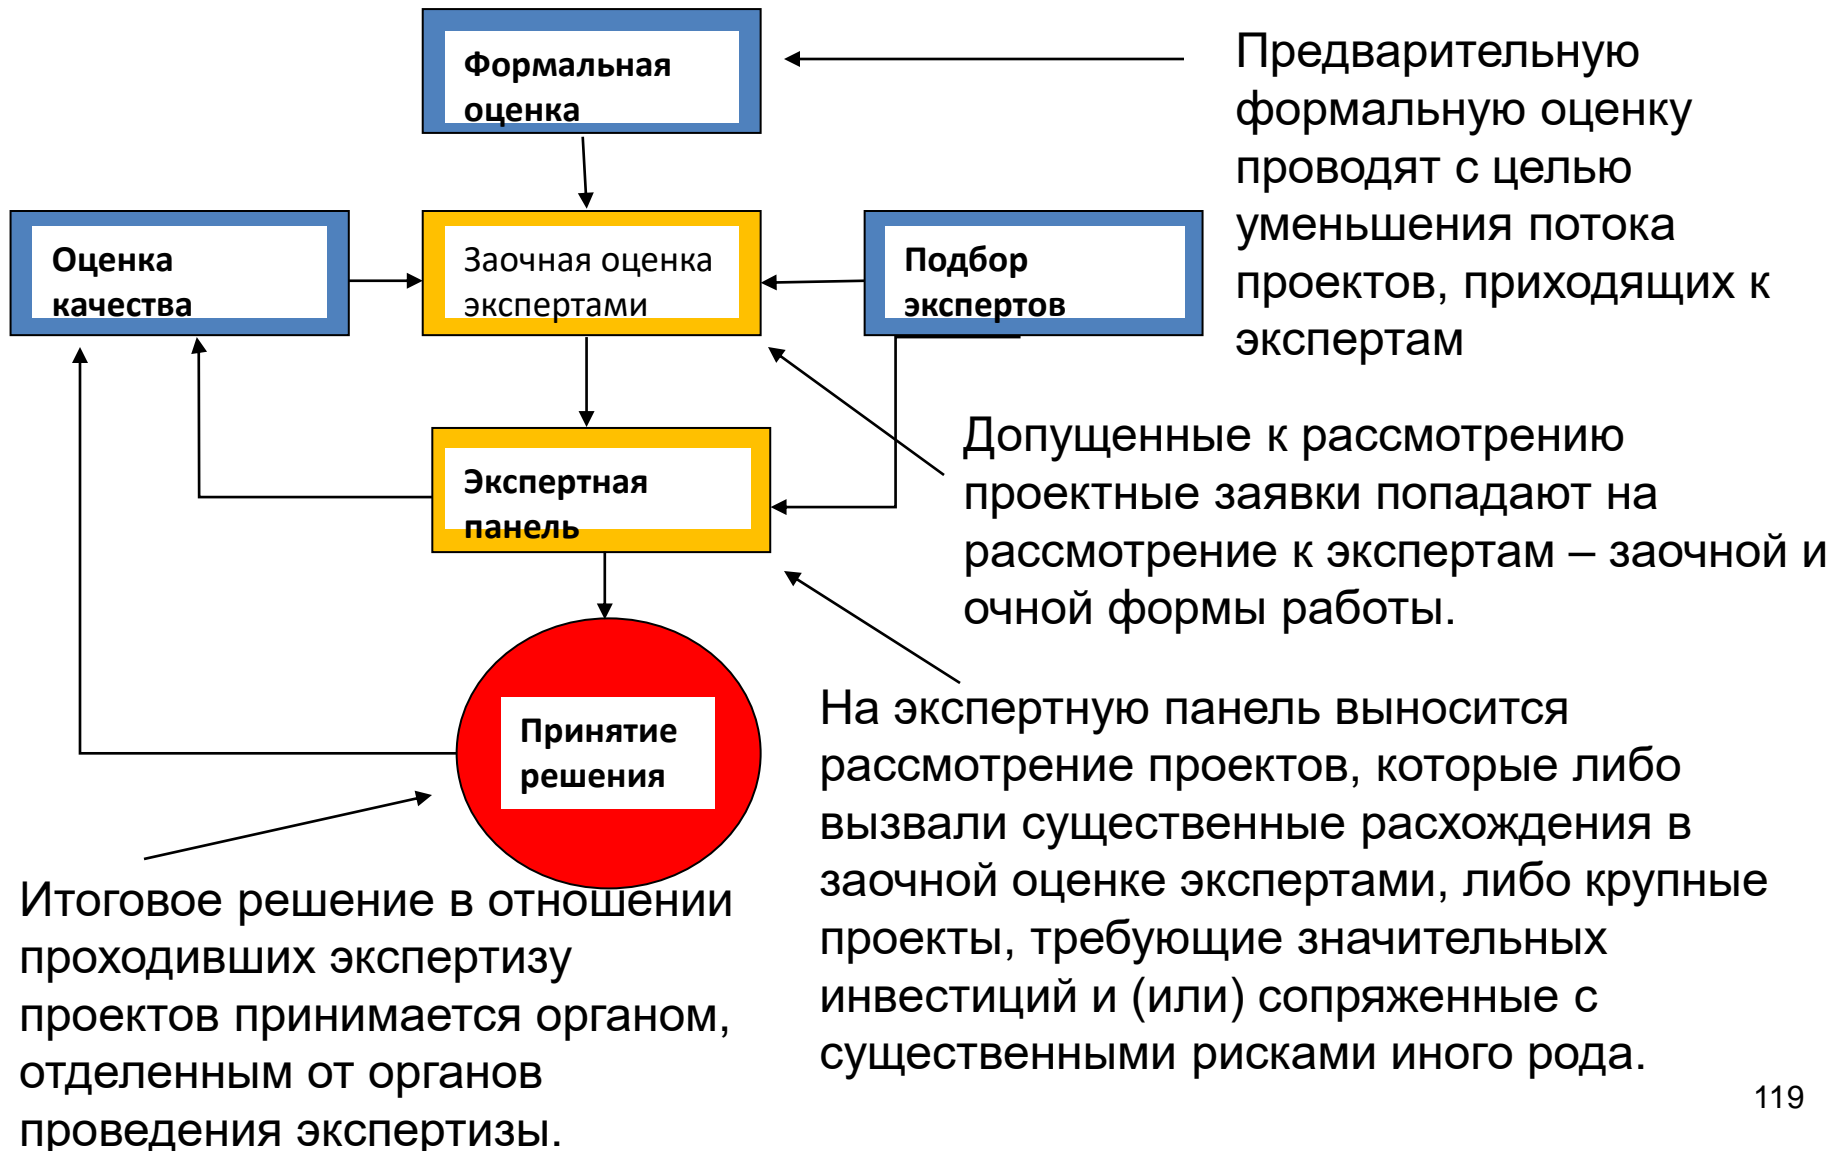 Формальная
оценка
Предварительную
формальную оценку
проводят с целью
уменьшения потока
проектов, приходящих к
экспертам
Оценка
качества
Заочная оценка
экспертами
Подбор
экспертов
Допущенные к рассмотрению
проектные заявки попадают на
рассмотрение к экспертам – заочной и
очной формы работы.
Экспертная
панель
На экспертную панель выносится
рассмотрение проектов, которые либо
вызвали существенные расхождения в
заочной оценке экспертами, либо крупные
проекты, требующие значительных
инвестиций и (или) сопряженные с
существенными рисками иного рода.
Принятие
решения
Итоговое решение в отношении
проходивших экспертизу
проектов принимается органом,
отделенным от органов
проведения экспертизы.
119